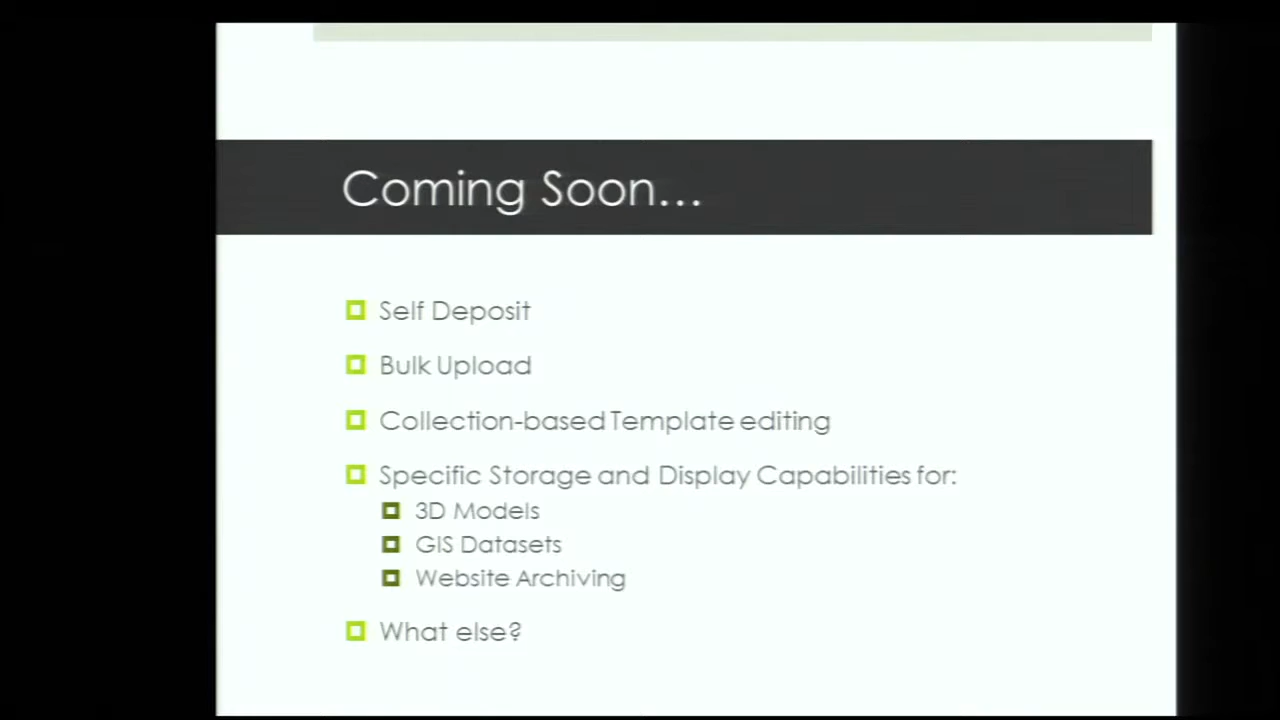 Coming Soon...
Self Deposit
Bulk Upload
Collection-based Template editing
Specific Storage and Display Capabilities for:
3D Models
GIS Datasets
Website Archiving
What else?